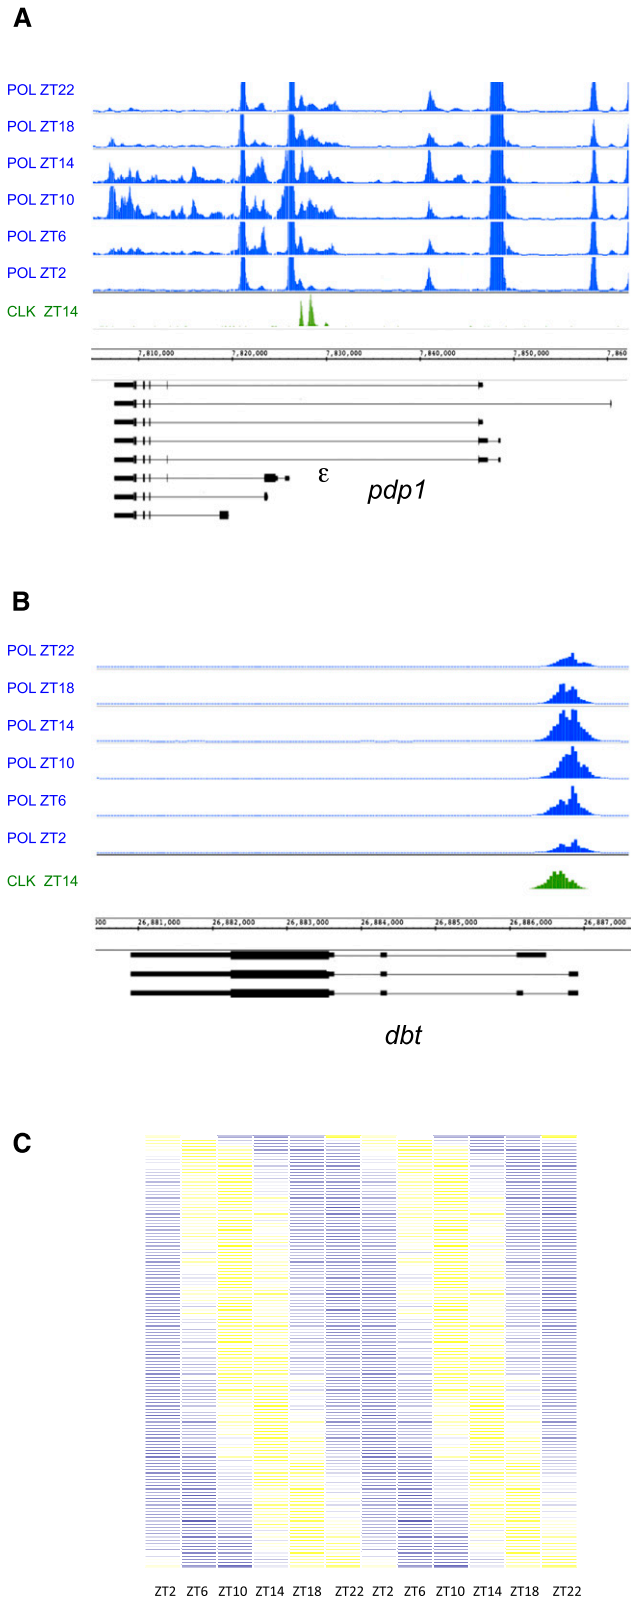 A
POL ZT22
POL ZT18
POL ZT14
POL ZT10
POL ZT6
POL ZT2
CLK ZT14
7,810,000 7,820,000 7,830,000 7,840,000 7,850,000 7,860
ε
pdp1
B
POL ZT22
POL ZT18
POL ZT14
POL ZT10
POL ZT6
POL ZT2
CLK ZT14
000 26,881,000 26,882,000 26,883,000 26,884,000 26,885,000 26,886,000 26,887,000
dbt
C
ZT2 ZT6 ZT10 ZT14 ZT18 ZT22 ZT2 ZT6 ZT10 ZT14 ZT18 ZT22